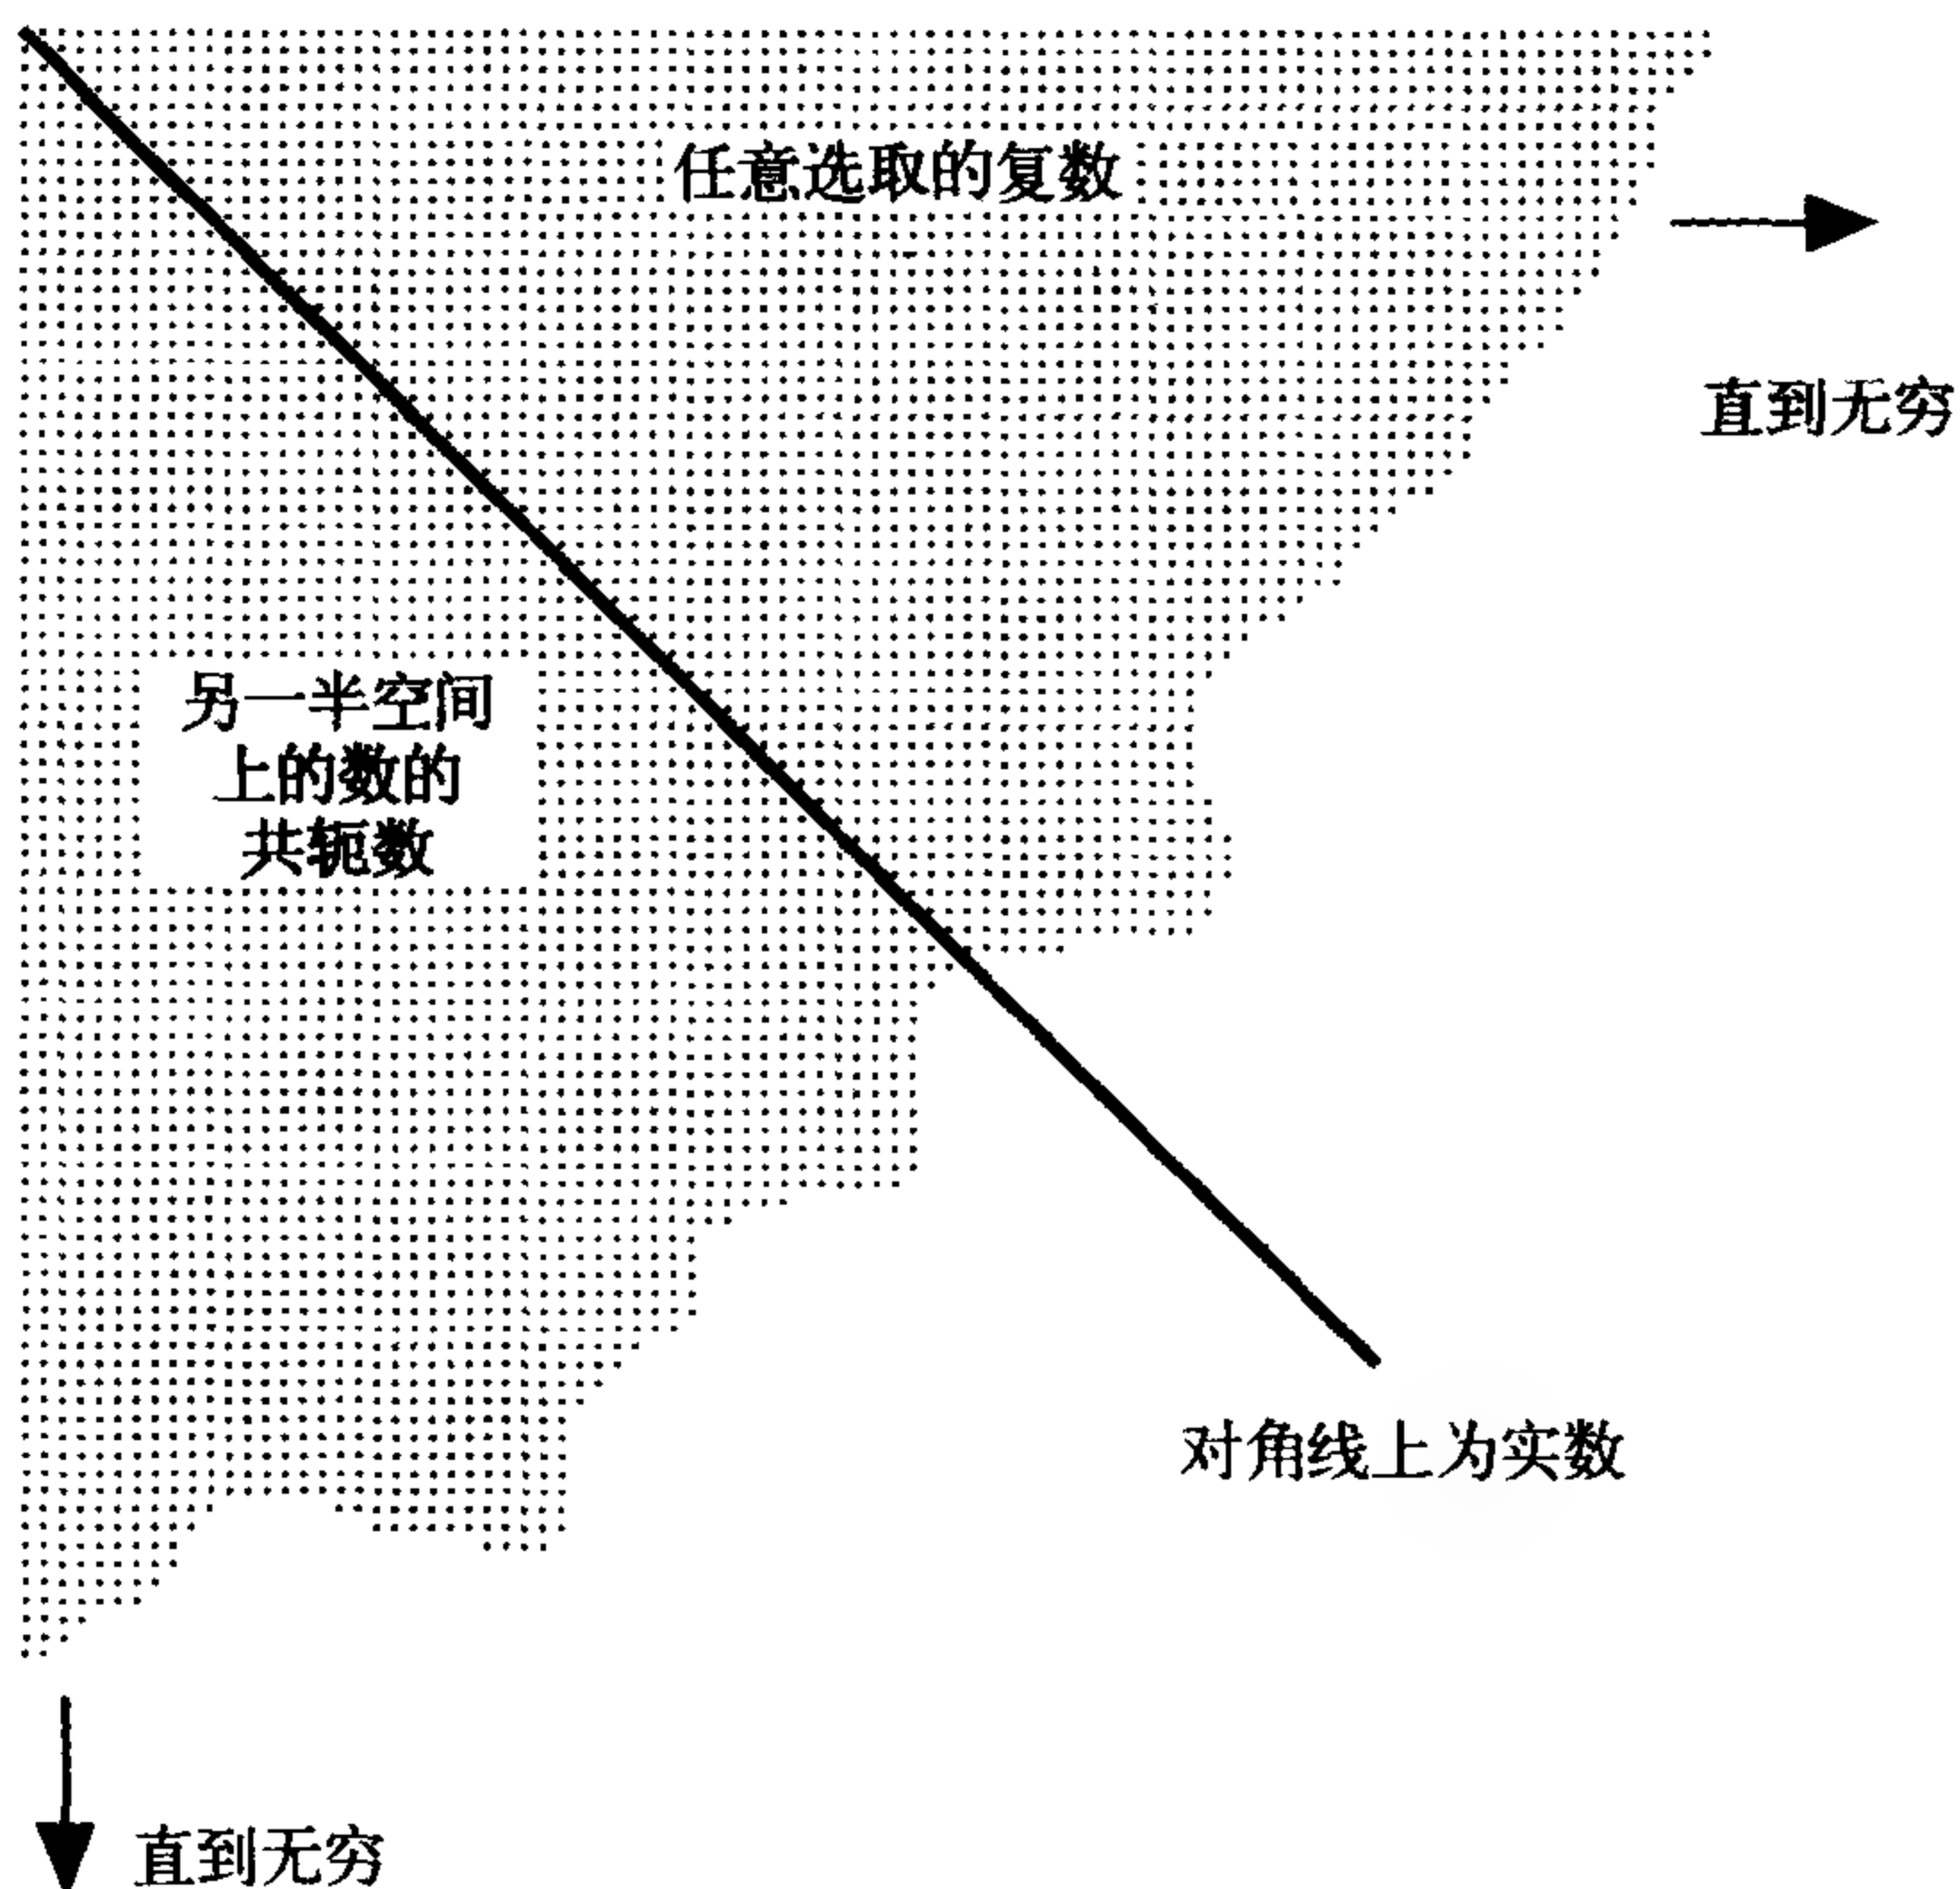 任意选取的复数
直到无穷
另一半空间
上的数的
共轭数
对角线上为实数
直到无穷